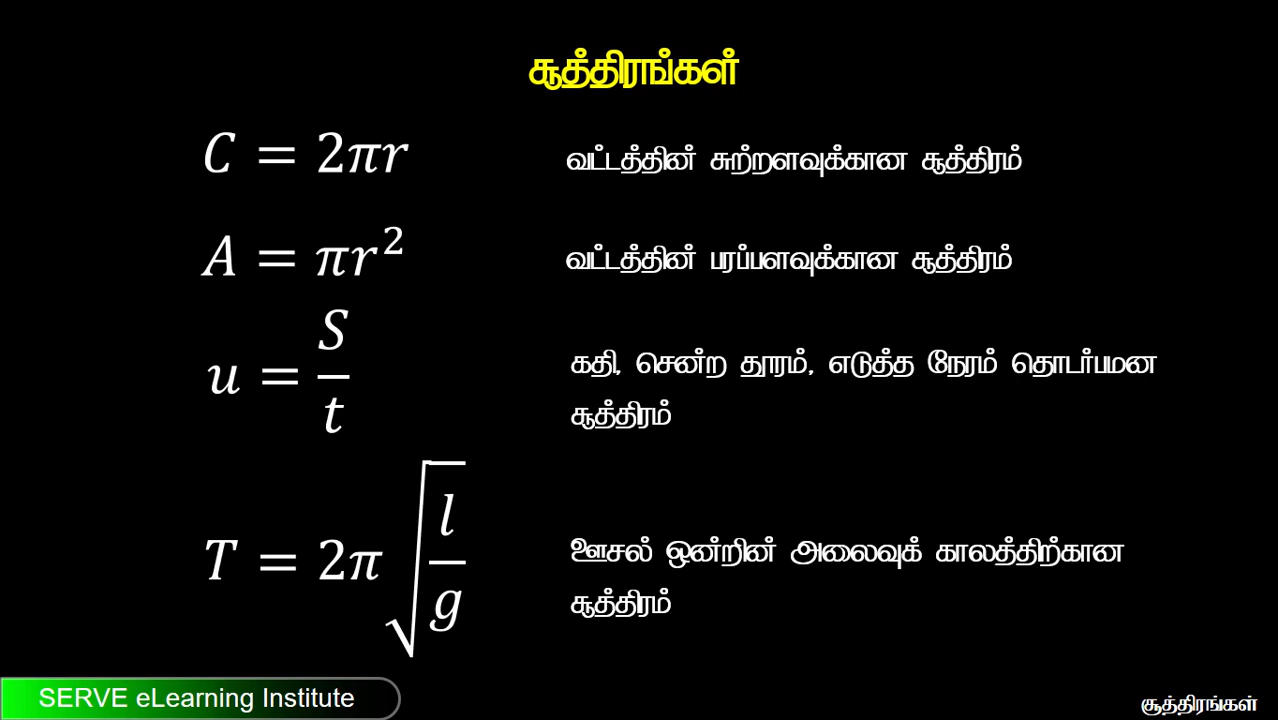 சூத்திரங்கள்
C = 2πr வட்டத்தின் சுற்றளவுக்கான சூத்திரம்
A = πr² வட்டத்தின் பரப்பளவுக்கான சூத்திரம்
u = S/t கதி, சென்ற தூரம், எடுத்த நேரம் தொடர்பமன
சூத்திரம்
T = 2π√(l/g) ஊசல் ஒன்றின் அலைவுக் காலத்திற்கான
சூத்திரம்
SERVE eLearning Institute
சூத்திரங்கள்